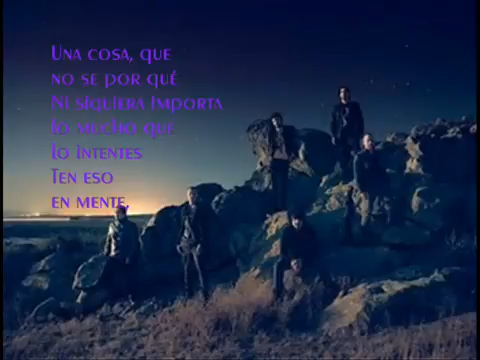 Una cosa, que
no se por qué
Ni siquiera importa
lo mucho que
lo intentes
Ten eso
en mente,